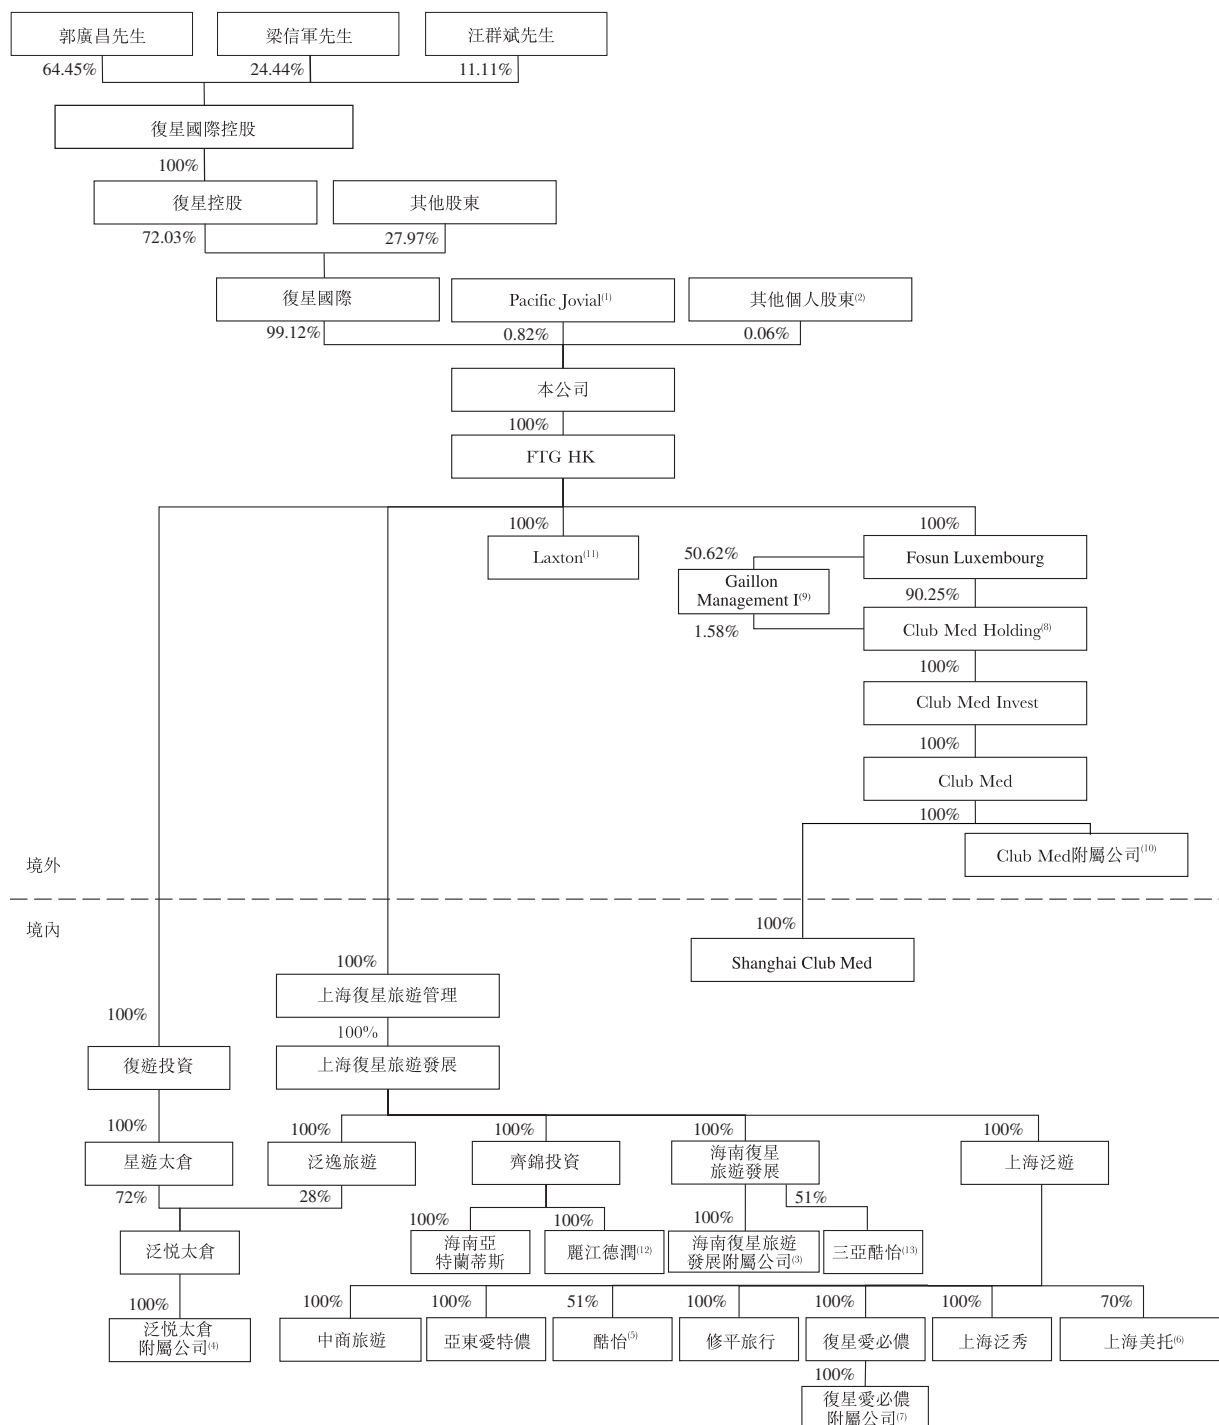 郭廣昌先生
梁信軍先生
汪群斌先生
64.45%
24.44%
11.11%
復星國際控股
100%
復星控股
其他股東
72.03%
27.97%
復星國際
Pacific Jovial(1)
其他個人股東(2)
99.12%
0.82%
0.06%
本公司
100%
FTG HK
100%
100%
Laxton(11)
50.62%
Fosun Luxembourg
Gaillon
Management I(9)
90.25%
1.58%
Club Med Holding(8)
100%
Club Med Invest
100%
Club Med
100%
Club Med附屬公司(10)
境外
境內
100%
Shanghai Club Med
100%
上海復星旅遊管理
100%
100%
復遊投資
上海復星旅遊發展
100%
100%
100%
100%
100%
星遊太倉
泛逸旅遊
齊錦投資
海南復星
旅遊發展
上海泛遊
72%
28%
51%
100%
100%
100%
泛悦太倉
海南亞
特蘭蒂斯
麗江德潤(12)
海南復星旅遊
發展附屬公司(3)
三亞酷怡(13)
100%
100%
100%
51%
100%
100%
100%
70%
泛悦太倉
附屬公司(4)
中商旅遊
亞東愛特儂
酷怡(5)
修平旅行
復星愛必儂
上海泛秀
上海美托(6)
100%
復星愛必儂
附屬公司(7)